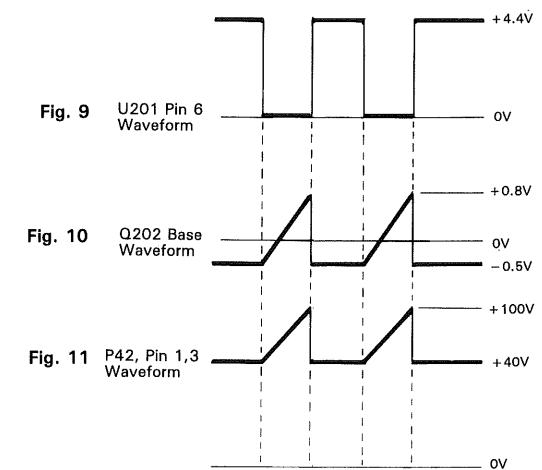 +4.4V
Fig. 9 U201 Pin 6
Waveform
0V
+0.8V
Fig. 10 Q202 Base
Waveform
0V
−0.5V
+100V
Fig. 11 P42, Pin 1,3
Waveform
+40V
0V